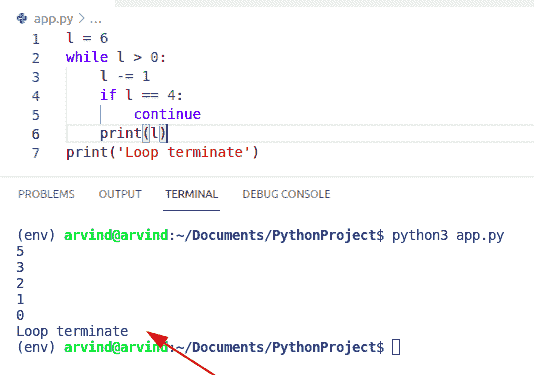 app.py > ...
1 l = 6
2 while l > 0:
3 l -= 1
4 if l == 4:
5 continue
6 print(l)
7 print('Loop terminate')
PROBLEMS OUTPUT TERMINAL DEBUG CONSOLE
(env) arvind@arvind:~/Documents/PythonProject$ python3 app.py
5
3
2
1
0
Loop terminate
(env) arvind@arvind:~/Documents/PythonProject$